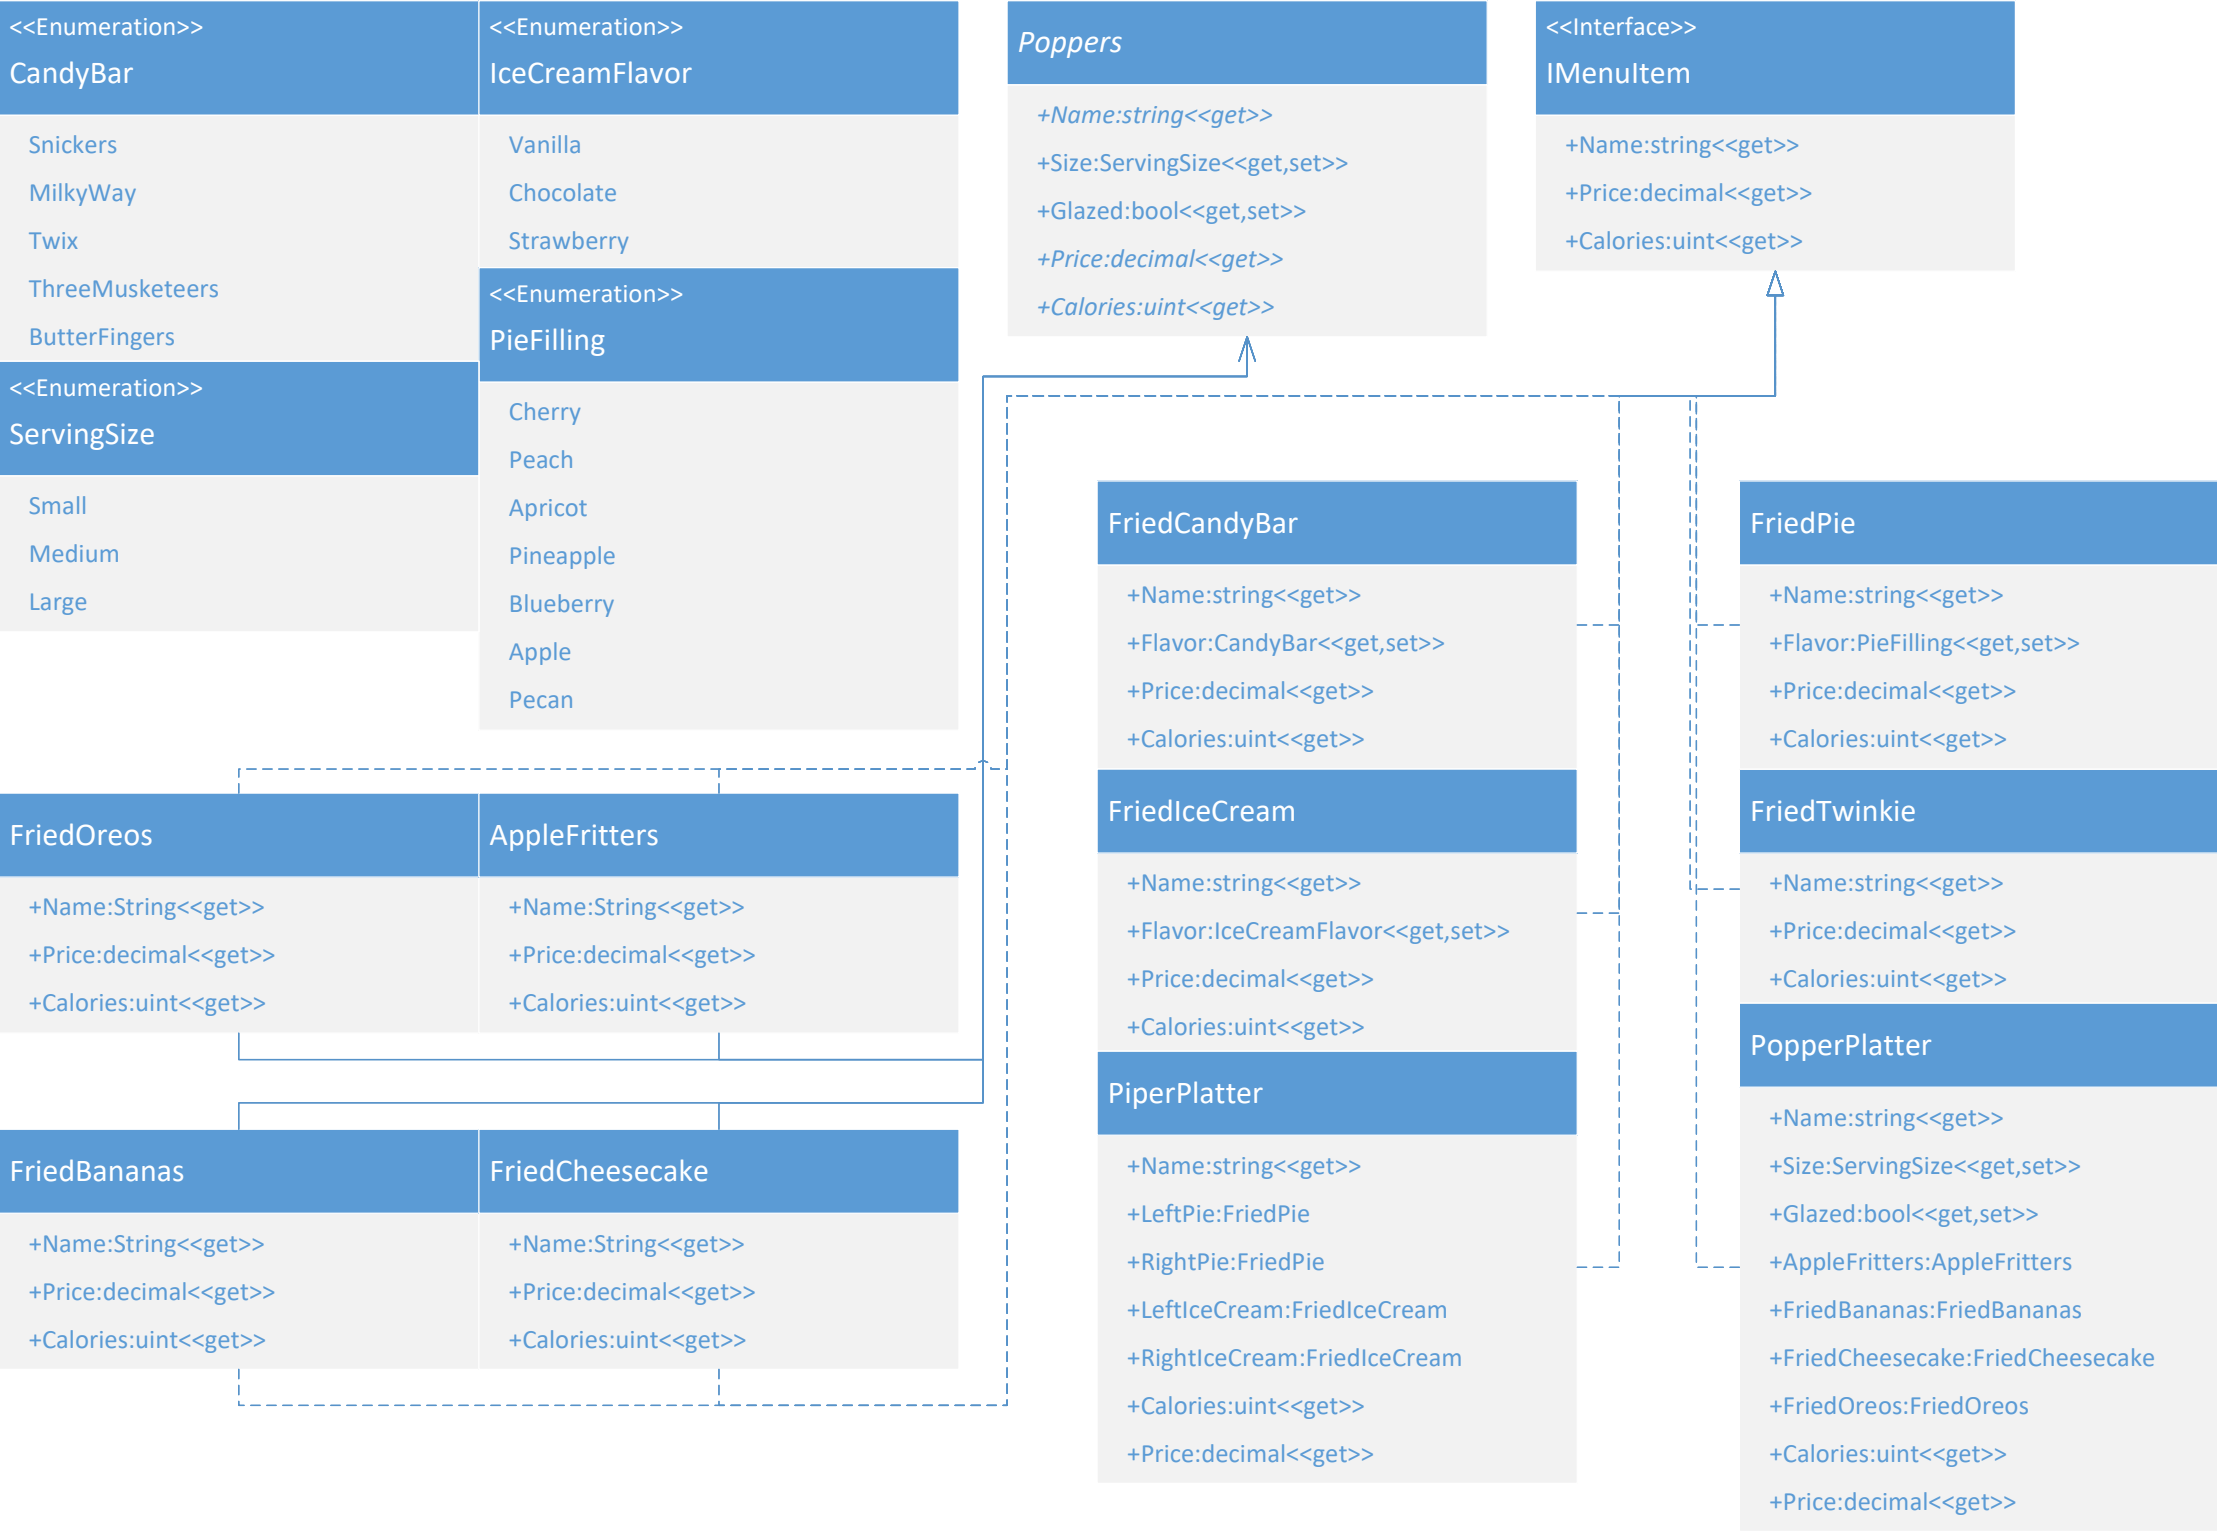 <<Enumeration>>
CandyBar
Snickers
MilkyWay
Twix
ThreeMusketeers
ButterFingers
<<Enumeration>>
ServingSize
Small
Medium
Large
<<Enumeration>>
IceCreamFlavor
Vanilla
Chocolate
Strawberry
<<Enumeration>>
PieFilling
Cherry
Peach
Apricot
Pineapple
Blueberry
Apple
Pecan
Poppers
+Name:string<<get>>
+Size:ServingSize<<get,set>>
+Glazed:bool<<get,set>>
+Price:decimal<<get>>
+Calories:uint<<get>>
<<Interface>>
IMenuItem
+Name:string<<get>>
+Price:decimal<<get>>
+Calories:uint<<get>>
FriedOreos
+Name:String<<get>>
+Price:decimal<<get>>
+Calories:uint<<get>>
AppleFritters
+Name:String<<get>>
+Price:decimal<<get>>
+Calories:uint<<get>>
FriedBananas
+Name:String<<get>>
+Price:decimal<<get>>
+Calories:uint<<get>>
FriedCheesecake
+Name:String<<get>>
+Price:decimal<<get>>
+Calories:uint<<get>>
FriedCandyBar
+Name:string<<get>>
+Flavor:CandyBar<<get,set>>
+Price:decimal<<get>>
+Calories:uint<<get>>
FriedIceCream
+Name:string<<get>>
+Flavor:IceCreamFlavor<<get,set>>
+Price:decimal<<get>>
+Calories:uint<<get>>
PiperPlatter
+Name:string<<get>>
+LeftPie:FriedPie
+RightPie:FriedPie
+LeftIceCream:FriedIceCream
+RightIceCream:FriedIceCream
+Calories:uint<<get>>
+Price:decimal<<get>>
FriedPie
+Name:string<<get>>
+Flavor:PieFilling<<get,set>>
+Price:decimal<<get>>
+Calories:uint<<get>>
FriedTwinkie
+Name:string<<get>>
+Price:decimal<<get>>
+Calories:uint<<get>>
PopperPlatter
+Name:string<<get>>
+Size:ServingSize<<get,set>>
+Glazed:bool<<get,set>>
+AppleFritters:AppleFritters
+FriedBananas:FriedBananas
+FriedCheesecake:FriedCheesecake
+FriedOreos:FriedOreos
+Calories:uint<<get>>
+Price:decimal<<get>>